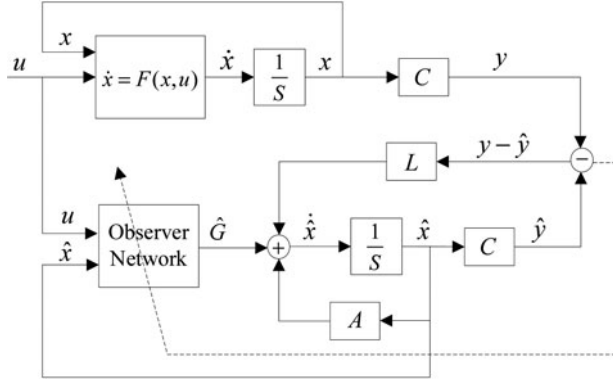 x
u
ẋ = F(x,u)
ẋ
1
S
x
C
y
L
y − ŷ
−
u
x̂
Observer
Network
Ĝ
+
x̂̇
1
S
x̂
C
ŷ
A